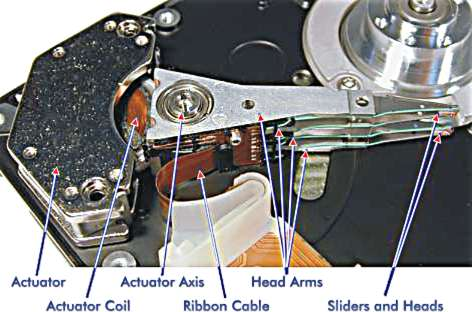 Actuator
Actuator Axis
Head Arms
Actuator Coil
Ribbon Cable
Sliders and Heads